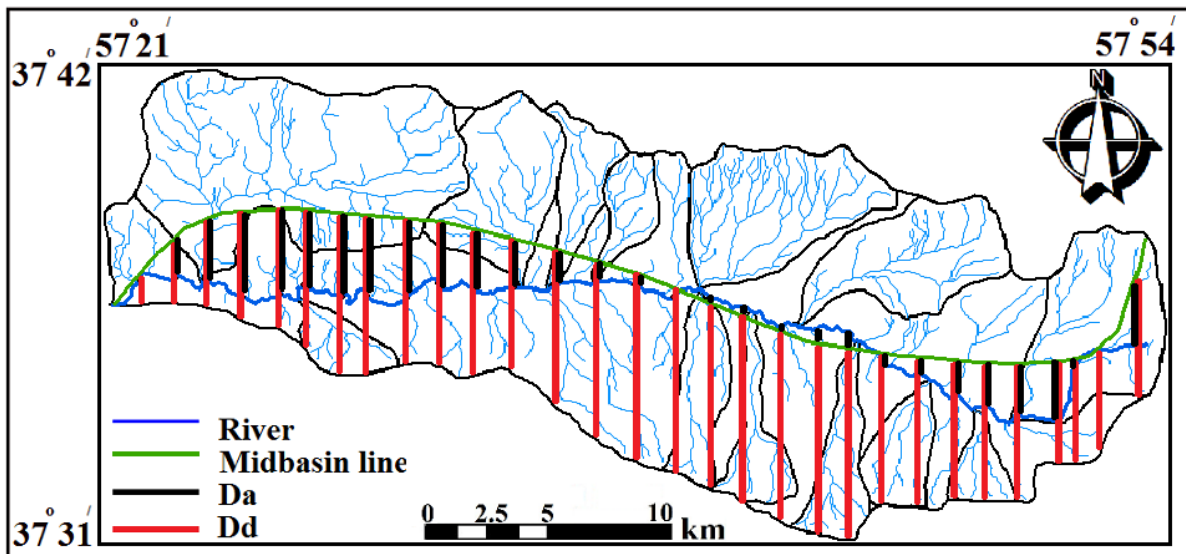 57° 21′
57° 54′
37° 42′
N
River
Midbasin line
Da
Dd
0 2.5 5 10 km
37° 31′